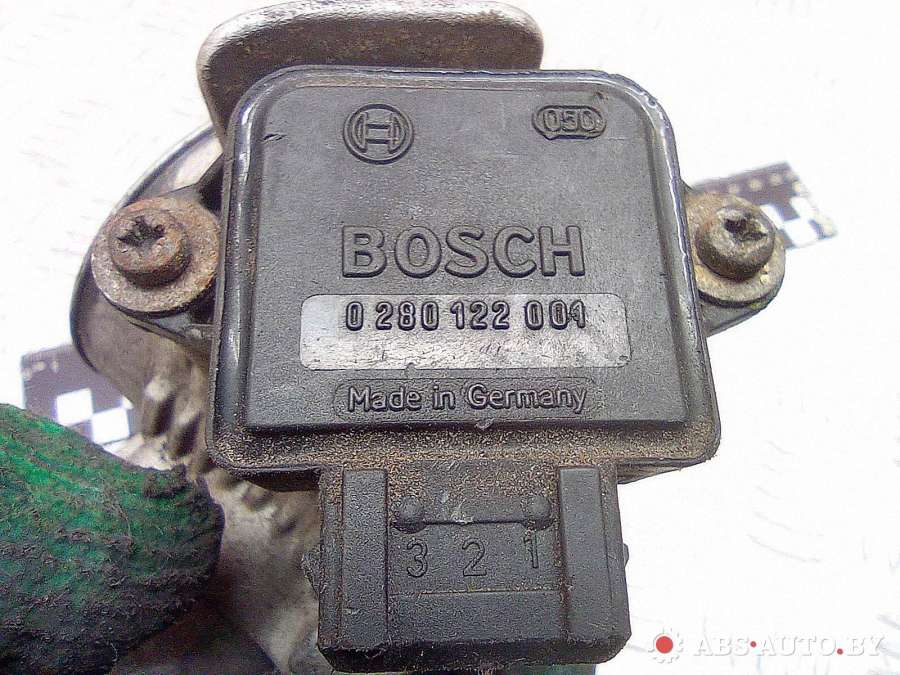 050
BOSCH
0 280 122 001
Made in Germany
3 2 1
ABS-AUTO.BY